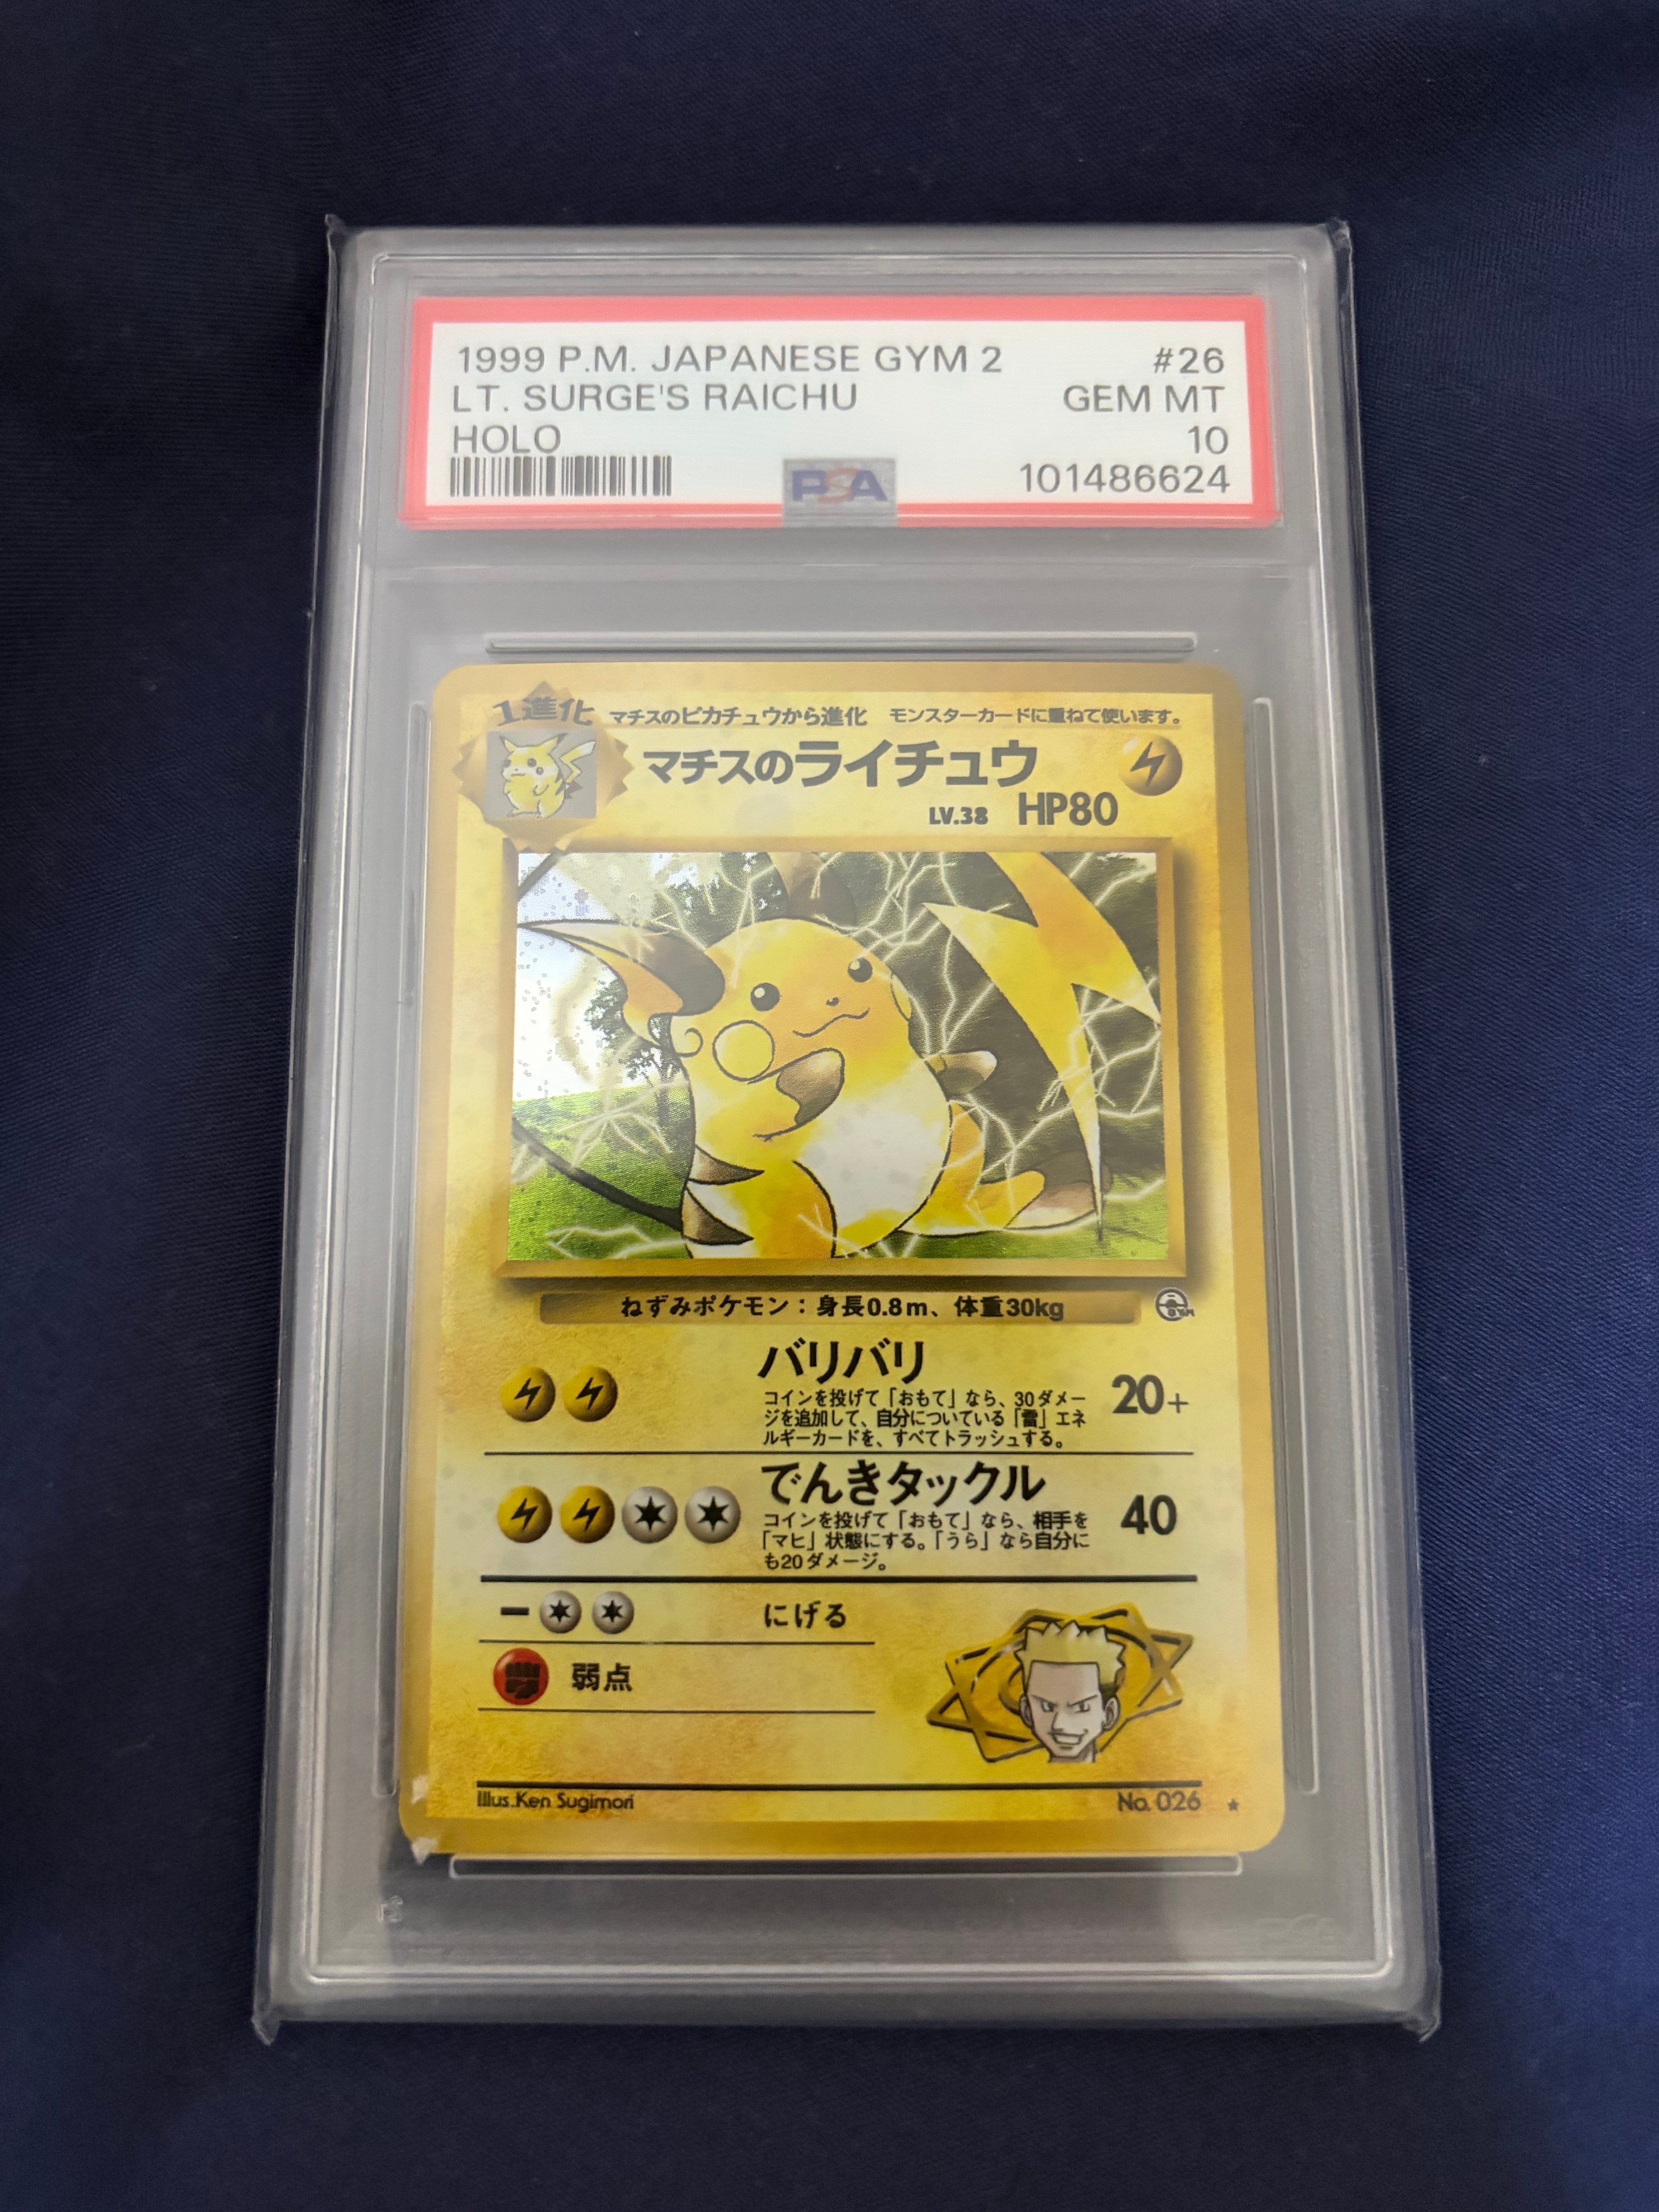 1999 P.M. JAPANESE GYM 2 #26
LT. SURGE'S RAICHU GEM MT
HOLO 10
PSA 101486624
1進化 マチスのピカチュウから進化 モンスターカードに重ねて使います。
マチスのライチュウ
LV.38 HP80
ねずみポケモン：身長0.8m、体重30kg
GYM
バリバリ
コインを投げて「おもて」なら、30ダメー
ジを追加して、自分についている「雷」エネ
ルギーカードを、すべてトラッシュする。
20+
でんきタックル
コインを投げて「おもて」なら、相手を
「マヒ」状態にする。「うら」なら自分に
も20ダメージ。
40
にげる
弱点
Illus. Ken Sugimori No. 026 ★